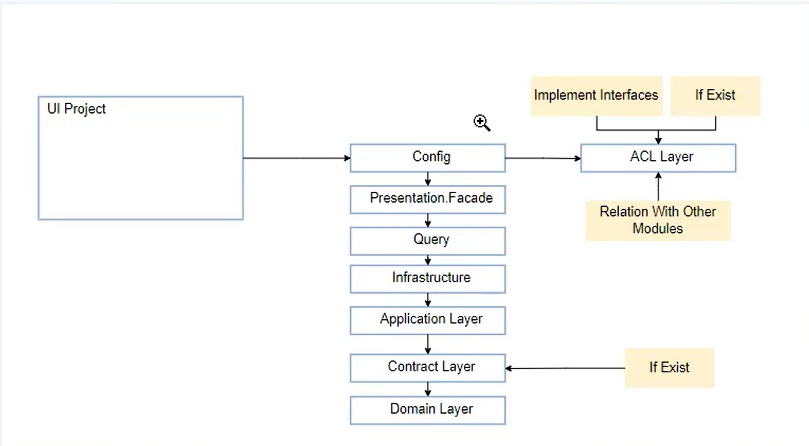 UI Project
Implement Interfaces
If Exist
Config
ACL Layer
Presentation.Facade
Relation With Other
Modules
Query
Infrastructure
Application Layer
Contract Layer
If Exist
Domain Layer